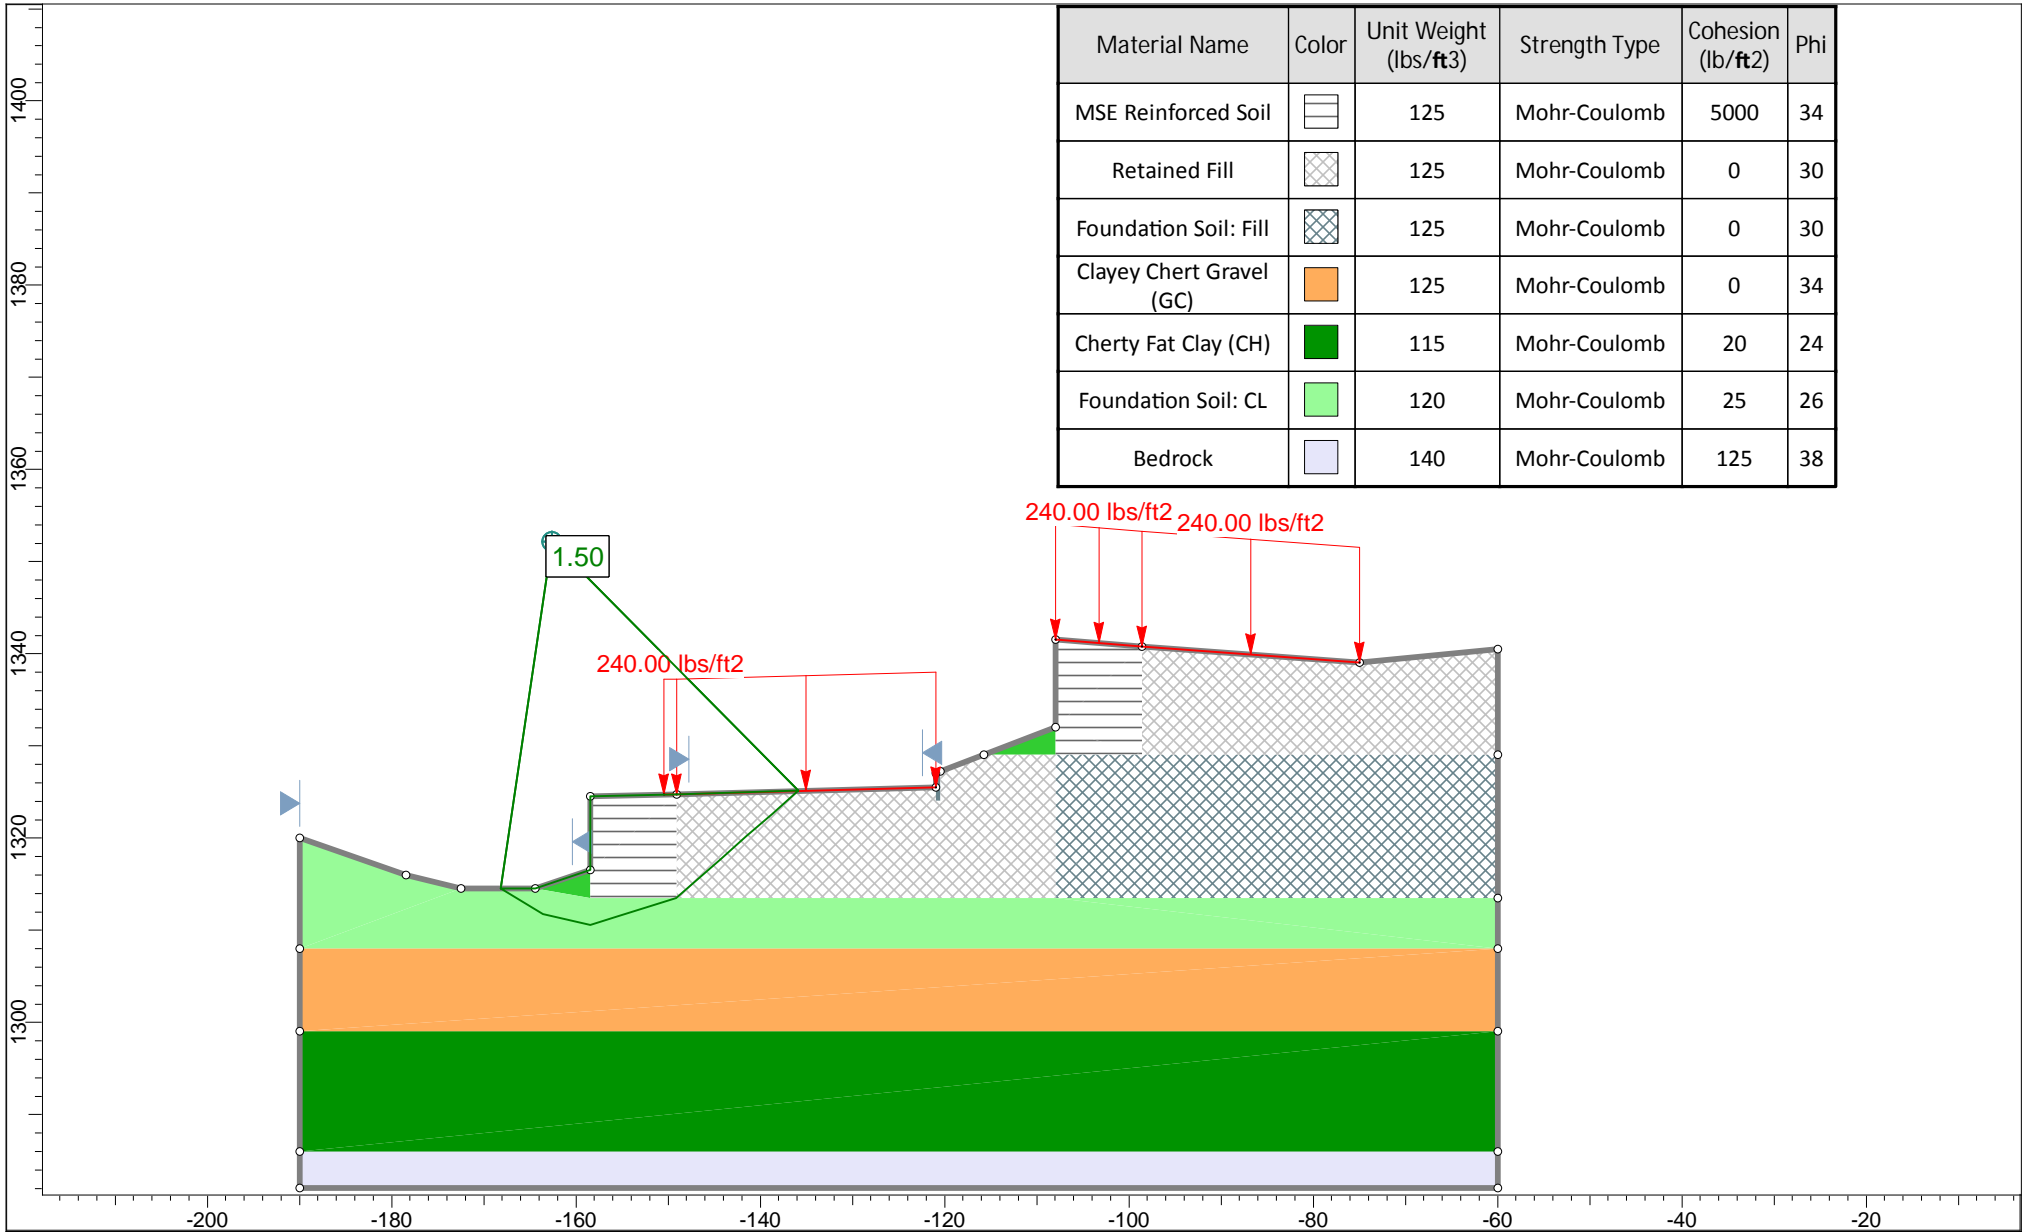 Material Name Color Unit Weight (lbs/ft3) Strength Type Cohesion (lb/ft2) Phi
MSE Reinforced Soil 125 Mohr-Coulomb 5000 34
Retained Fill 125 Mohr-Coulomb 0 30
Foundation Soil: Fill 125 Mohr-Coulomb 0 30
Clayey Chert Gravel (GC) 125 Mohr-Coulomb 0 34
Cherty Fat Clay (CH) 115 Mohr-Coulomb 20 24
Foundation Soil: CL 120 Mohr-Coulomb 25 26
Bedrock 140 Mohr-Coulomb 125 38
240.00 lbs/ft2 240.00 lbs/ft2
1.50
240.00 lbs/ft2
1400
1380
1360
1340
1320
1300
-200 -180 -160 -140 -120 -100 -80 -60 -40 -20